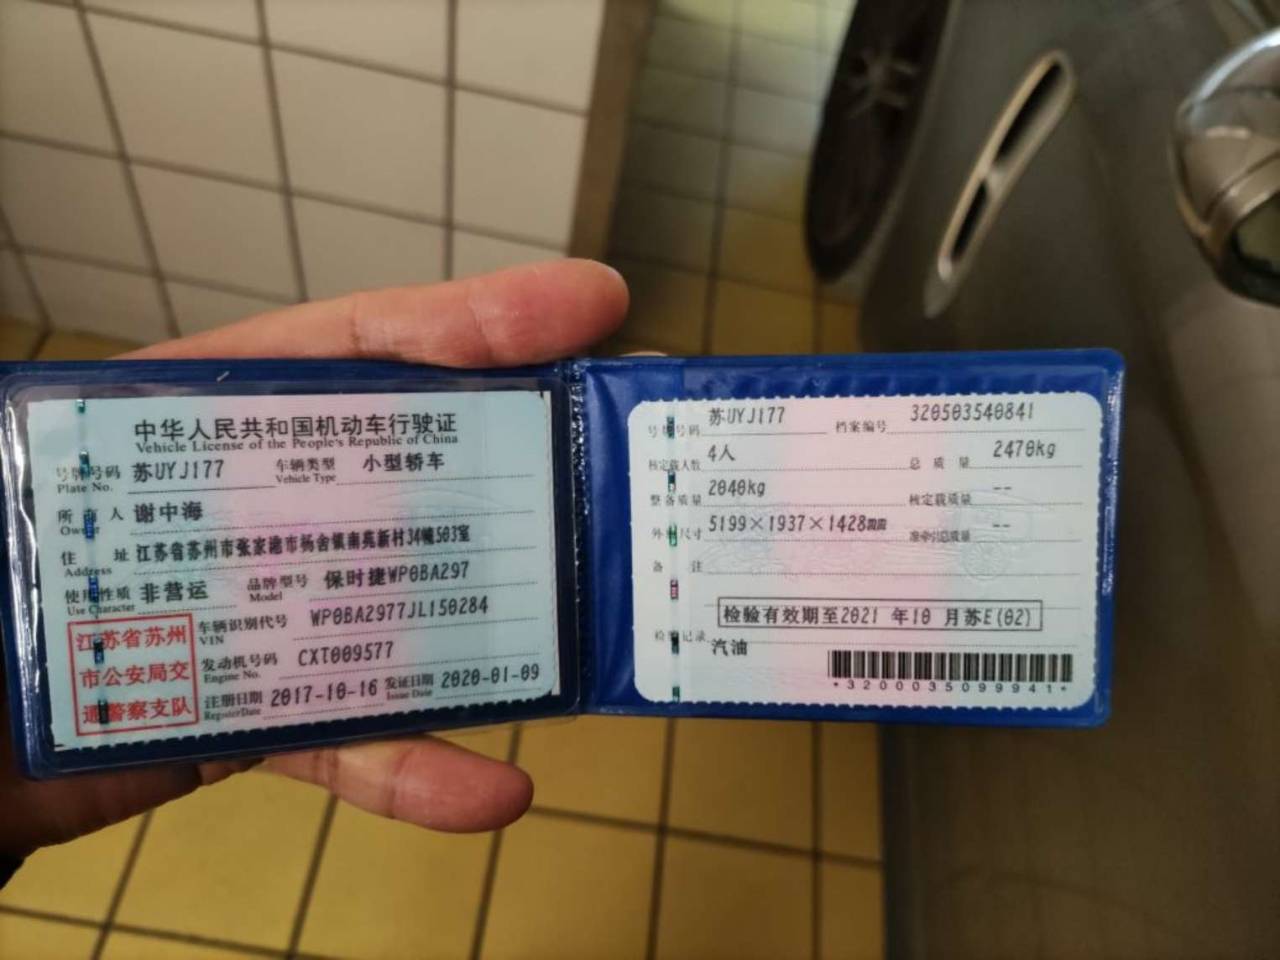 中华人民共和国机动车行驶证
Vehicle License of the People's Republic of China
号牌号码 苏UYJ177 车辆类型 小型轿车
Plate No. Vehicle Type
所有人 谢中海
Owner
住 址 江苏省苏州市张家港市杨舍镇南苑新村34幢503室
Address
使用性质 非营运 品牌型号 保时捷WP0BA297
Use Character Model
江苏省苏州
市公安局交
通警察支队
车辆识别代号 WP0BA2977JL150284
VIN
发动机号码 CXT009577
Engine No.
注册日期 2017-10-16 发证日期 2020-01-09
Register Date Issue Date
号牌号码 苏UYJ177 档案编号 320503540841
核定载人数 4人 总 质 量 2470kg
整备质量 2040kg 核定载质量 --
外廓尺寸 5199×1937×1428mm 准牵引总质量 --
备 注
检验有效期至2021 年10 月苏E(02)
检验记录
汽油
*3200035099941*